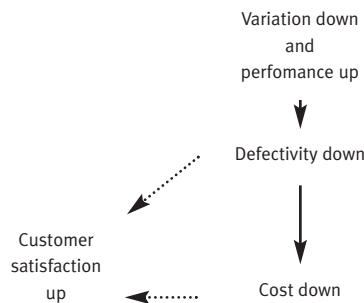 Variation down
and
perfomance up
Defectivity down
Customer
satisfaction
up
Cost down